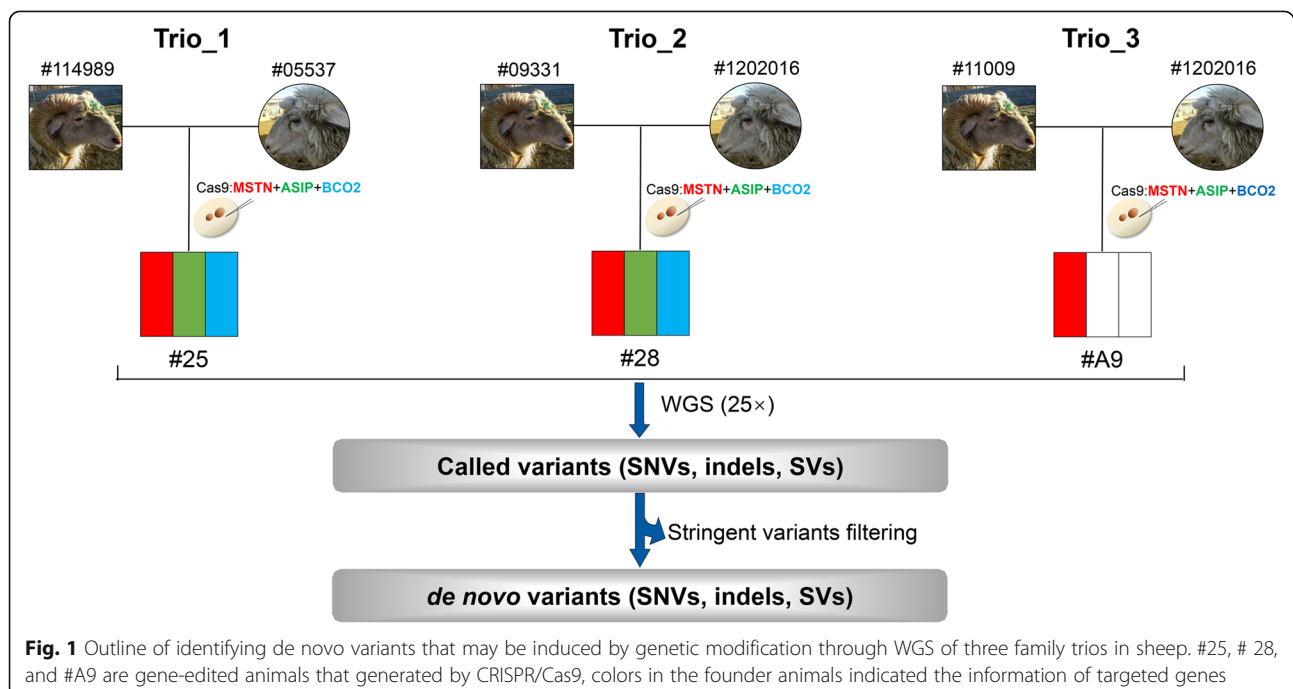 Trio_1 Trio_2 Trio_3
#114989 #05537 #09331 #1202016 #11009 #1202016
Cas9:MSTN+ASIP+BCO2 Cas9:MSTN+ASIP+BCO2 Cas9:MSTN+ASIP+BCO2
#25 #28 #A9
WGS (25×)
Called variants (SNVs, indels, SVs)
Stringent variants filtering
de novo variants (SNVs, indels, SVs)
Fig. 1 Outline of identifying de novo variants that may be induced by genetic modification through WGS of three family trios in sheep. #25, # 28,
and #A9 are gene-edited animals that generated by CRISPR/Cas9, colors in the founder animals indicated the information of targeted genes